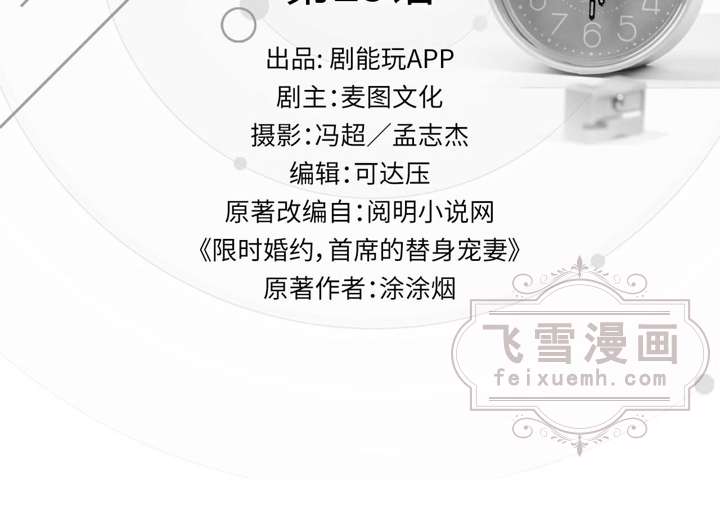 出品: 剧能玩APP
剧主：麦图文化
摄影：冯超／孟志杰
编辑：可达压
原著改编自：阅明小说网
《限时婚约，首席的替身宠妻》
原著作者：涂涂烟
飞雪漫画
feixuemh.com
7 6 5